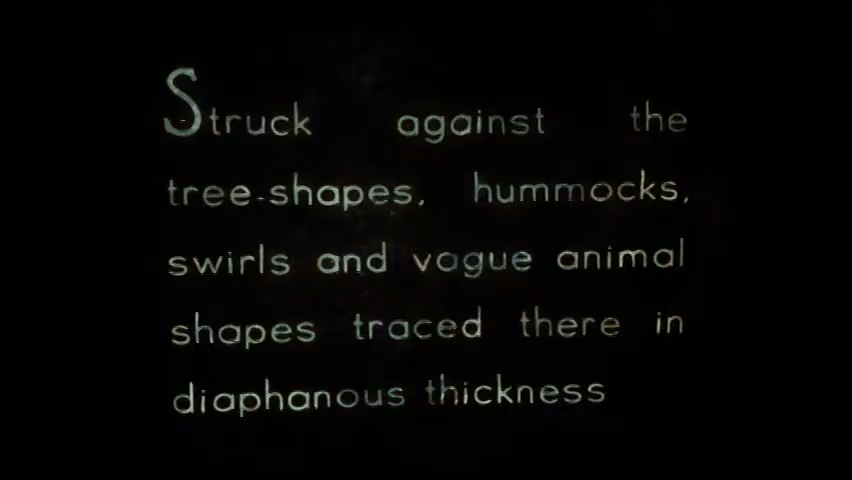 Struck against the
tree-shapes, hummocks,
swirls and vague animal
shapes traced there in
diaphanous thickness